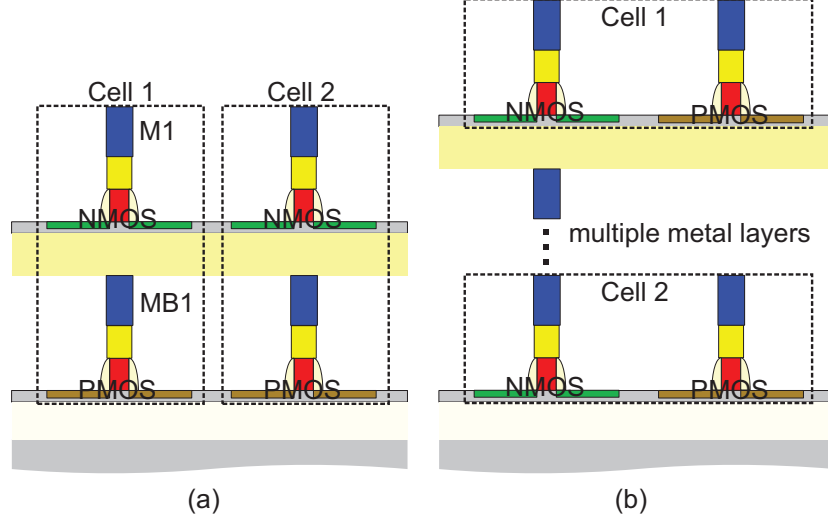 Cell 1
Cell 2
M1
NMOS
NMOS
MB1
PMOS
PMOS
(a)
Cell 1
NMOS
PMOS
multiple metal layers
Cell 2
NMOS
PMOS
(b)